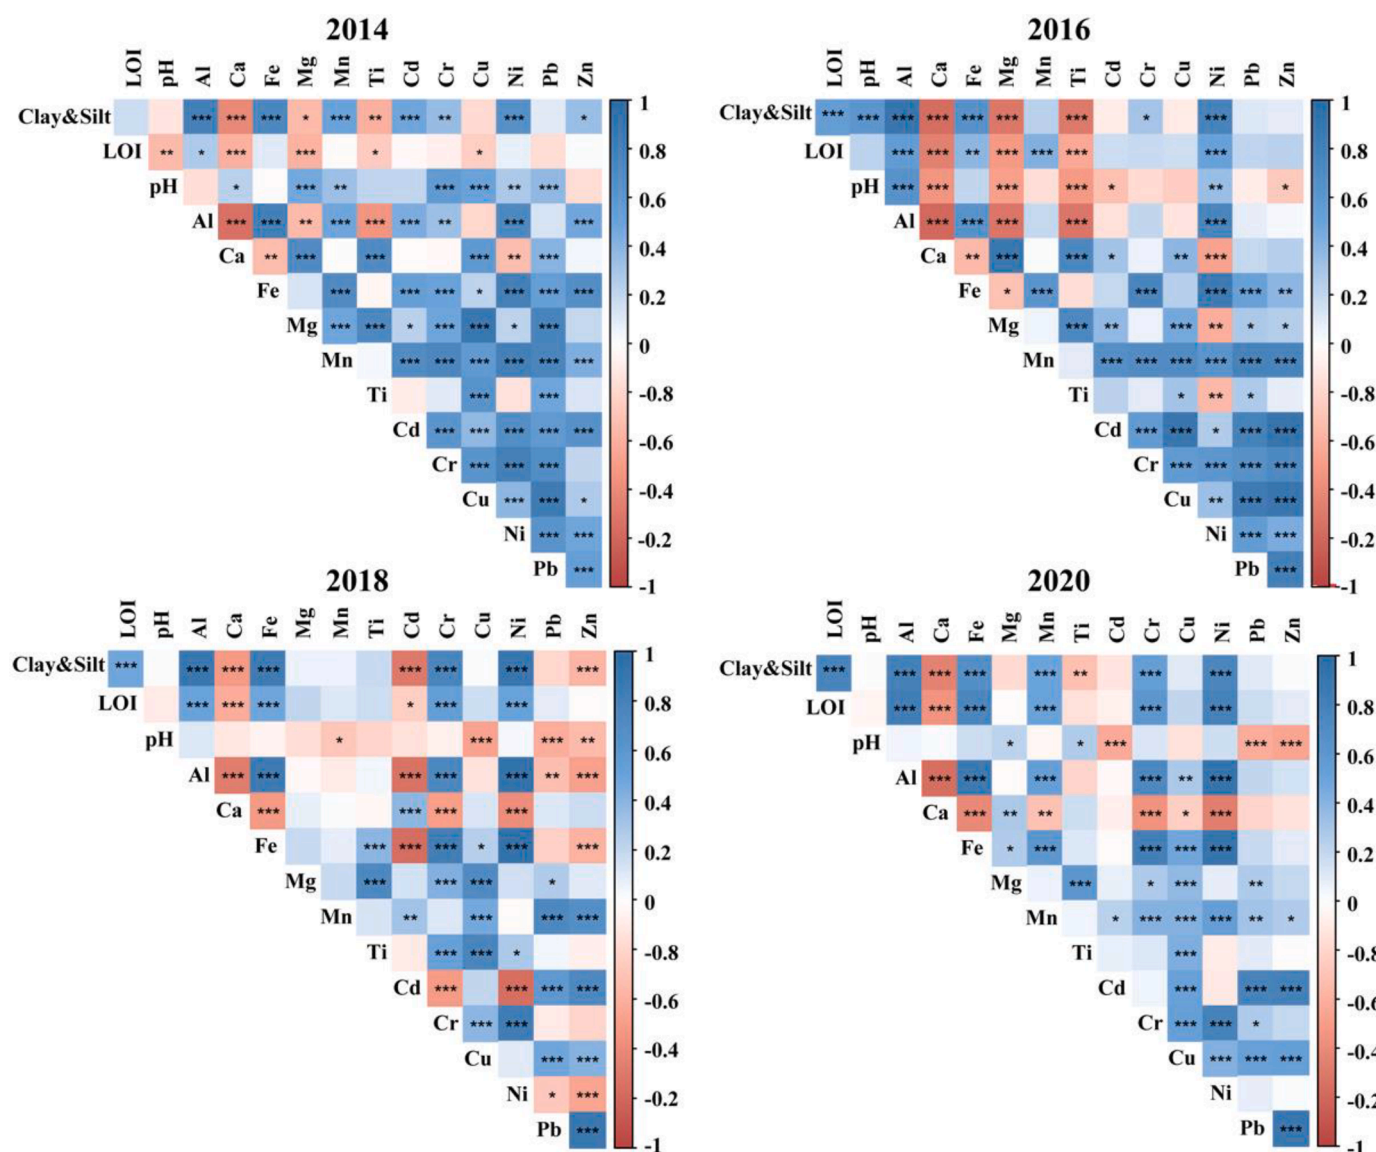 2014
LOI pH Al Ca Fe Mg Mn Ti Cd Cr Cu Ni Pb Zn
Clay&Silt *** *** *** * *** ** *** ** *** *
LOI ** * *** *** * *
pH * *** ** *** *** ** ***
Al *** *** ** *** *** *** ** *** ***
Ca ** *** *** *** ** ***
Fe *** *** *** * *** *** ***
Mg *** *** * *** *** * ***
Mn *** *** *** *** *** ***
Ti *** ***
Cd *** *** *** *** ***
Cr *** *** ***
Cu *** *** *
Ni *** ***
Pb ***
1
0.8
0.6
0.4
0.2
0
-0.8
-0.6
-0.4
-0.2
-1
2016
LOI pH Al Ca Fe Mg Mn Ti Cd Cr Cu Ni Pb Zn
Clay&Silt *** *** *** *** *** *** *** * ***
LOI *** *** ** *** *** *** ***
pH *** *** *** *** * ** *
Al *** *** *** *** ***
Ca ** *** *** * ** ***
Fe * *** *** *** *** **
Mg *** ** *** ** * *
Mn *** *** *** *** *** ***
Ti * ** *
Cd *** *** * *** ***
Cr *** *** *** ***
Cu ** *** ***
Ni *** ***
Pb ***
1
0.8
0.6
0.4
0.2
0
-0.8
-0.6
-0.4
-0.2
-1
2018
LOI pH Al Ca Fe Mg Mn Ti Cd Cr Cu Ni Pb Zn
Clay&Silt *** *** *** *** *** *** *** ***
LOI *** *** *** * *** ***
pH * *** *** **
Al *** *** *** *** *** ** ***
Ca *** *** *** ***
Fe *** *** *** * *** ***
Mg *** *** *** *
Mn ** *** *** ***
Ti *** *** *
Cd *** *** *** ***
Cr *** ***
Cu *** ***
Ni * ***
Pb ***
1
0.8
0.6
0.4
0.2
0
-0.8
-0.6
-0.4
-0.2
-1
2020
LOI pH Al Ca Fe Mg Mn Ti Cd Cr Cu Ni Pb Zn
Clay&Silt *** *** *** *** *** ** *** ***
LOI *** *** *** *** *** ***
pH * * *** *** ***
Al *** *** *** *** ** ***
Ca *** ** ** *** * ***
Fe * *** *** *** ***
Mg *** * *** **
Mn * *** *** *** ** *
Ti ***
Cd *** *** ***
Cr *** *** *
Cu *** *** ***
Ni
Pb ***
1
0.8
0.6
0.4
0.2
0
-0.8
-0.6
-0.4
-0.2
-1